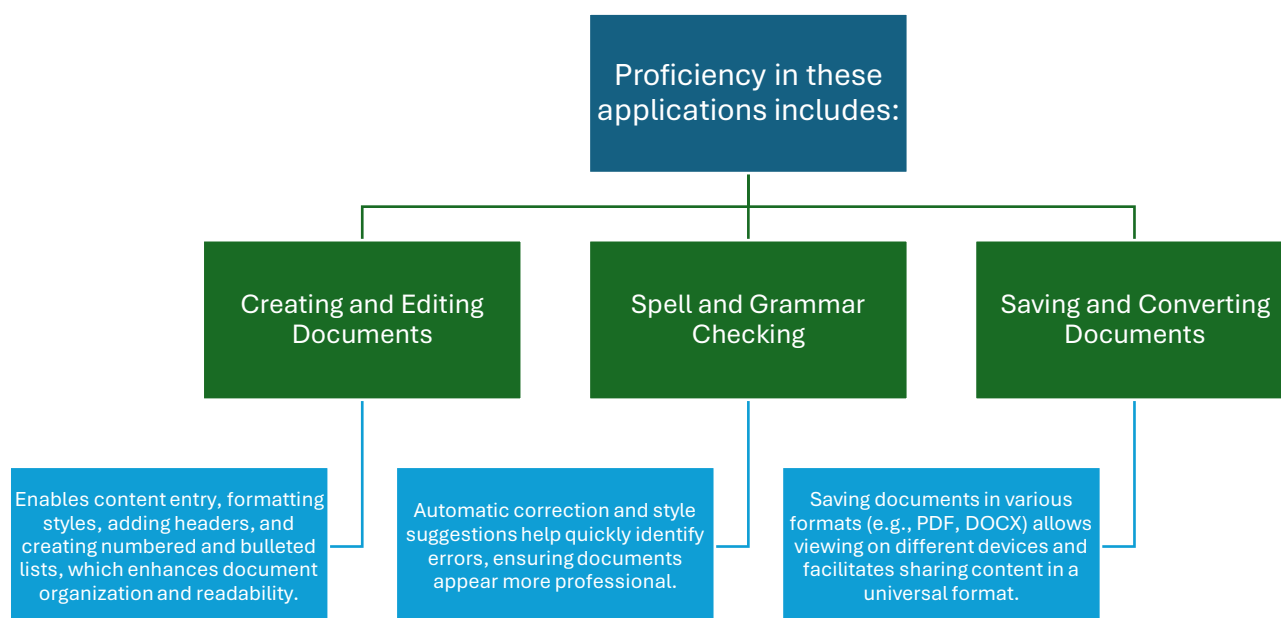 Proficiency in these
applications includes:
Creating and Editing
Documents
Spell and Grammar
Checking
Saving and Converting
Documents
Enables content entry, formatting
styles, adding headers, and
creating numbered and bulleted
lists, which enhances document
organization and readability.
Automatic correction and style
suggestions help quickly identify
errors, ensuring documents
appear more professional.
Saving documents in various
formats (e.g., PDF, DOCX) allows
viewing on different devices and
facilitates sharing content in a
universal format.